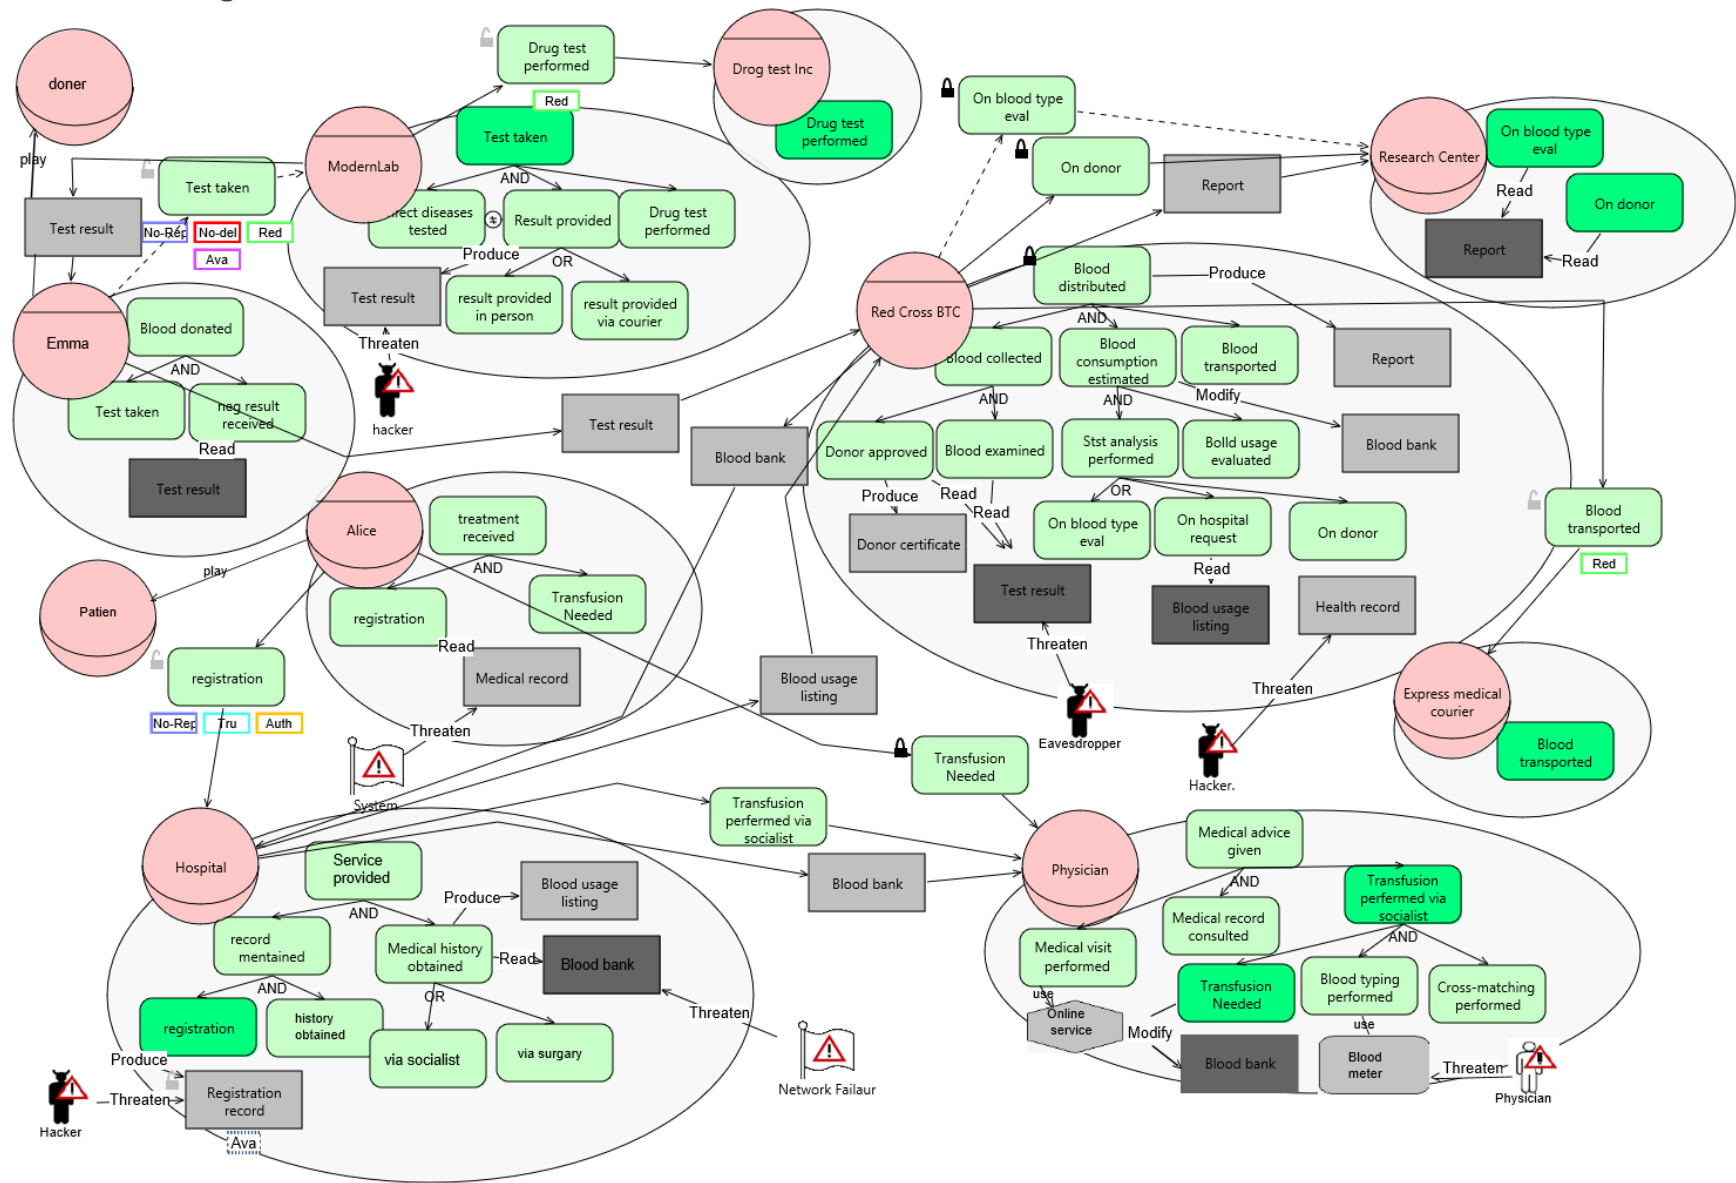 doner
play
Test result
Test taken
No-Rep
No-del
Red
Ava
Drug test
performed
Red
Drog test Inc
Drug test
performed
ModernLab
Test taken
AND
rect diseases
tested
Result provided
Drug test
performed
Produce
OR
Test result
result provided
in person
result provided
via courier
Threaten
hacker
Emma
Blood donated
AND
Test taken
neg result
received
Read
Test result
Test result
Blood bank
On blood type
eval
On donor
Report
Research Center
On blood type
eval
Read
On donor
Report
Read
Red Cross BTC
Blood
distributed
Produce
AND
Blood collected
Blood
consumption
estimated
Blood
transported
Report
Modify
AND
AND
Donor approved
Blood examined
Stst analysis
performed
Bolld usage
evaluated
Blood bank
Produce
Read
Read
OR
Donor certificate
On blood type
eval
On hospital
request
On donor
Read
Test result
Blood usage
listing
Health record
Threaten
Threaten
Eavesdropper
Hacker.
Blood
transported
Red
Express medical
courier
Blood
transported
Alice
play
Patien
treatment
received
AND
registration
Transfusion
Needed
Read
Medical record
Threaten
System
registration
No-Rep
Tru
Auth
Blood usage
listing
Transfusion
Needed
Transfusion
perfermed via
socialist
Blood bank
Hospital
Service
provided
AND
Produce
Blood usage
listing
record
mentained
Medical history
obtained
Read
Blood bank
AND
OR
registration
history
obtained
via socialist
via surgary
Threaten
Network Failaur
Produce
Threaten
Registration
record
Hacker
Ava
Physician
Medical advice
given
AND
Transfusion
perfermed via
socialist
Medical record
consulted
Medical visit
performed
AND
Transfusion
Needed
Blood typing
performed
Cross-matching
performed
use
Online
service
Modify
use
Blood bank
Blood
meter
Threaten
Physician